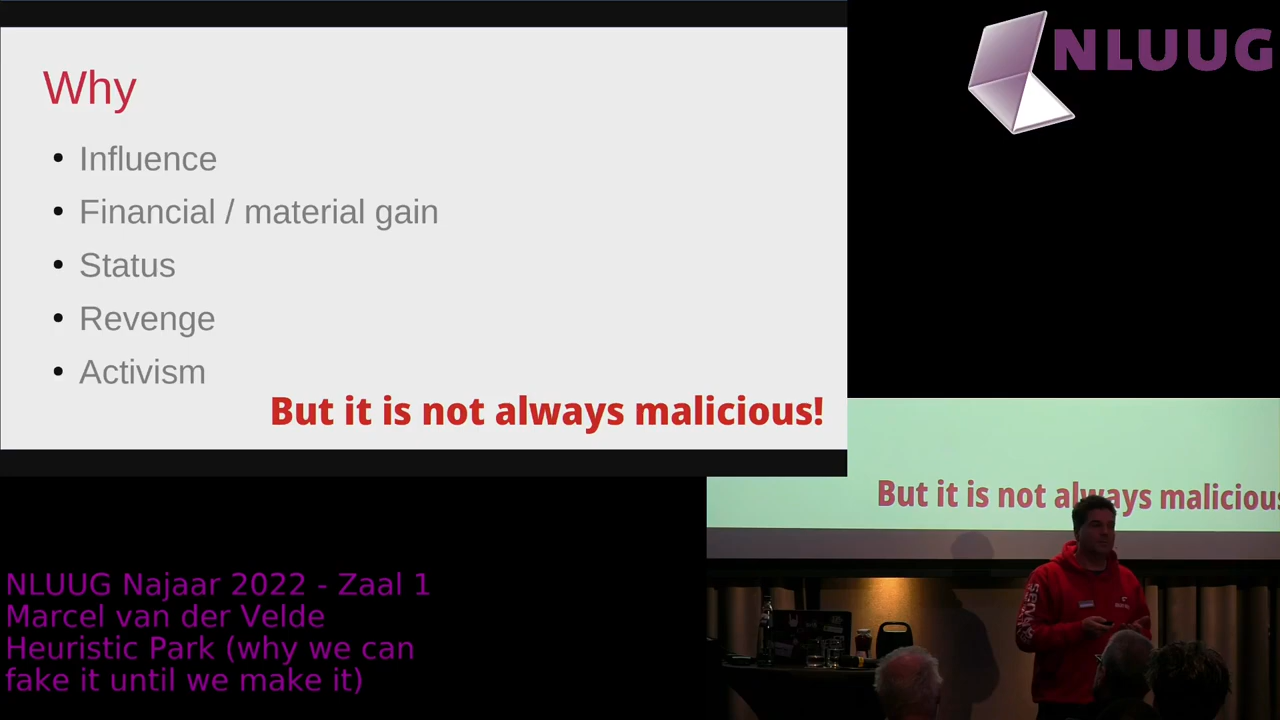 Why
Influence
Financial / material gain
Status
Revenge
Activism
But it is not always malicious!
NLUUG
But it is not always malicious
NLUUG Najaar 2022 - Zaal 1
Marcel van der Velde
Heuristic Park (why we can
fake it until we make it)